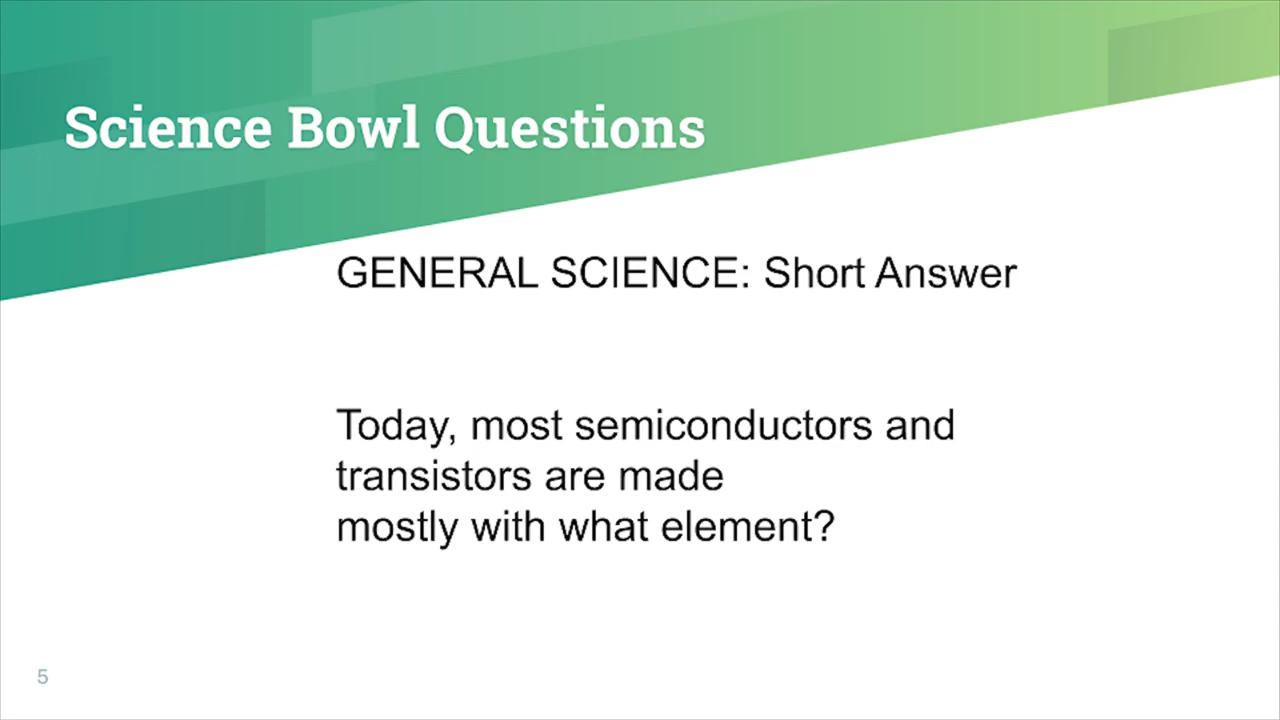 Science Bowl Questions
GENERAL SCIENCE: Short Answer
Today, most semiconductors and
transistors are made
mostly with what element?
5